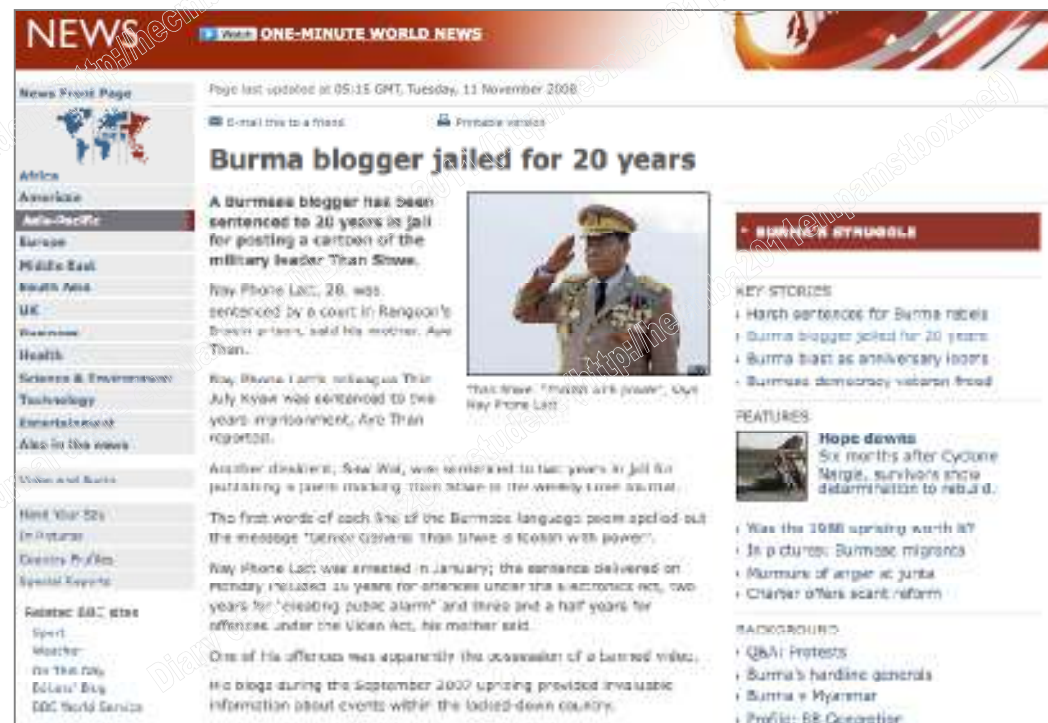 NEWS
Watch ONE-MINUTE WORLD NEWS
News Front Page
Africa
Americas
Asia-Pacific
Europe
Middle East
South Asia
UK
Business
Health
Science & Environment
Technology
Entertainment
Also in the news
Video and Audio
Have Your Say
In Pictures
Country Profiles
Special Reports
Related BBC sites
Sport
Weather
On This Day
Editors' Blog
BBC World Service
Page last updated at 05:15 GMT, Tuesday, 11 November 2008
E-mail this to a friend
Printable version
Burma blogger jailed for 20 years
A Burmese blogger has been
sentenced to 20 years in jail
for posting a cartoon of the
military leader Than Shwe.
Nay Phone Latt, 28, was
sentenced by a court in Rangoon's
prison, said his mother, Aye
Than.
Nay Phone Latt's colleague Thin
July Kyaw was sentenced to two
years imprisonment, Aye Than
reported.
Than Shwe, "foolish with power", says
Nay Phone Latt
Another dissident, Saw Wai, was sentenced to two years in jail for
publishing a poem mocking Than Shwe in the weekly Love Journal.
The first words of each line of the Burmese language poem spelled out
the message "Senior General Than Shwe is foolish with power".
Nay Phone Latt was arrested in January; the sentence delivered on
Monday included 15 years for offences under the Electronics Act, two
years for "creating public alarm" and three and a half years for
offences under the Video Act, his mother said.
One of his offences was apparently the possession of a banned video.
His blogs during the September 2007 uprising provided invaluable
information about events within the locked-down country.
BURMA'S STRUGGLE
KEY STORIES
Harsh sentences for Burma rebels
Burma blogger jailed for 20 years
Burma blast as anniversary looms
Burmese democracy veteran freed
FEATURES
Hope dawns
Six months after Cyclone
Nargis, survivors show
determination to rebuild.
Was the 1988 uprising worth it?
In pictures: Burmese migrants
Murmurs of anger at junta
Charter offers scant reform
BACKGROUND
Q&A: Protests
Burma's hardline generals
Burma v Myanmar